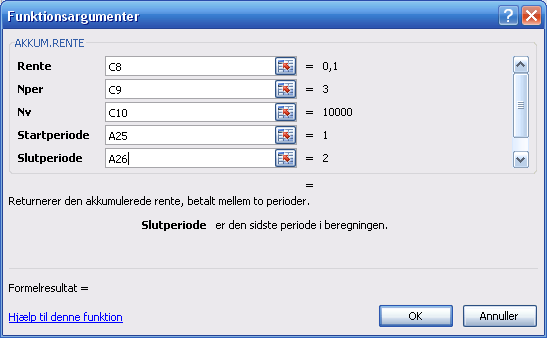 Funktionsargumenter
AKKUM.RENTE
Rente C8 = 0,1
Nper C9 = 3
Nv C10 = 10000
Startperiode A25 = 1
Slutperiode A26 = 2
=
Returnerer den akkumulerede rente, betalt mellem to perioder.
Slutperiode er den sidste periode i beregningen.
Formelresultat =
Hjælp til denne funktion OK Annuller